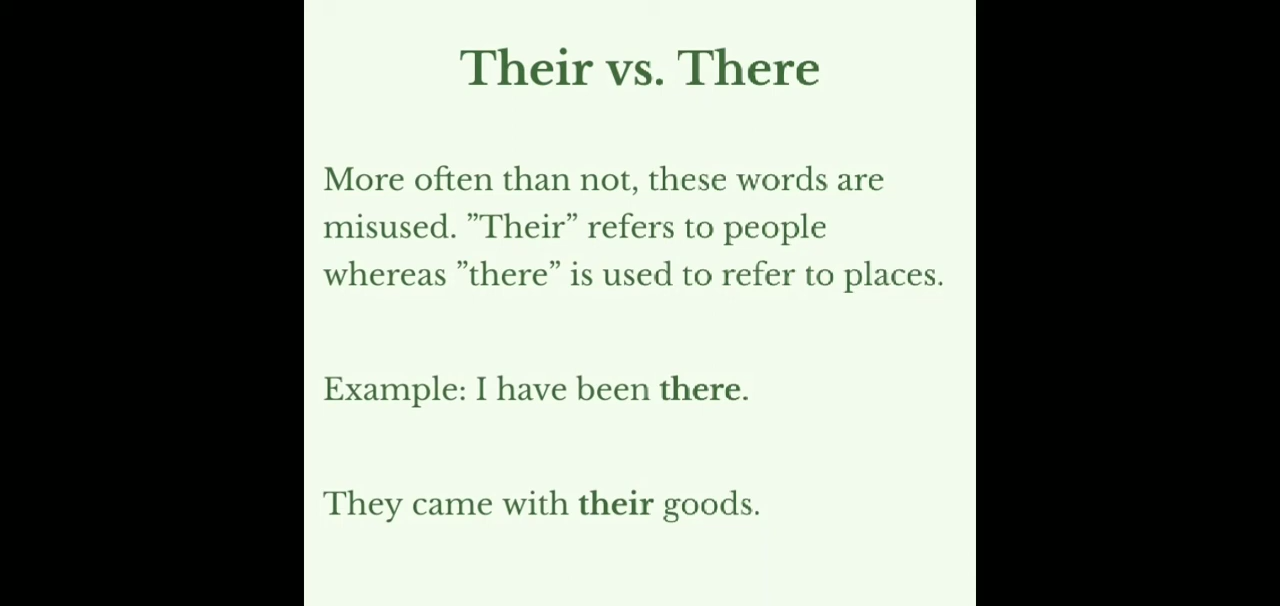 Their vs. There
More often than not, these words are
misused. ”Their” refers to people
whereas ”there” is used to refer to places.
Example: I have been there.
They came with their goods.